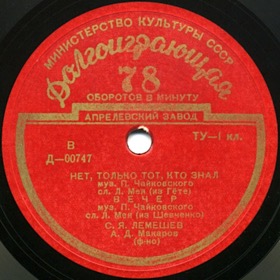 МИНИСТЕРСТВО КУЛЬТУРЫ СССР
Долгоиграющая
78
ОБОРОТОВ В МИНУТУ
АПРЕЛЕВСКИЙ ЗАВОД
ТУ-1 кл.
В
Д-00747
НЕТ, ТОЛЬКО ТОТ, КТО ЗНАЛ
муз. П. Чайковского
сл. Л. Мея (из Гёте)
ВЕЧЕР
муз. П. Чайковского
сл. Л. Мея (из Шевченко)
С. Я. ЛЕМЕШЕВ
А. Д. Макаров
(ф-но)